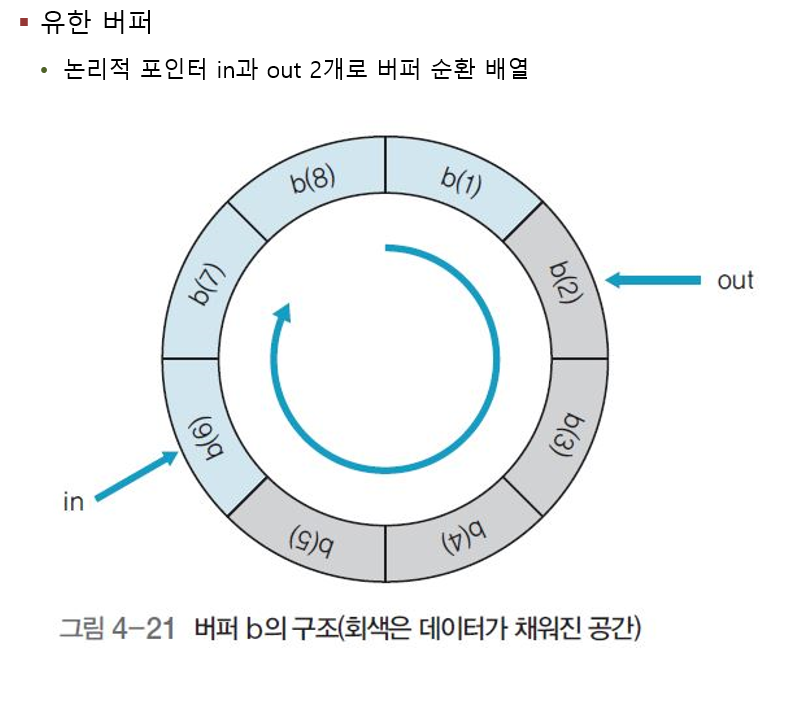 유한 버퍼
논리적 포인터 in과 out 2개로 버퍼 순환 배열
b(8)
b(1)
b(7)
b(2)
out
b(6)
b(3)
in
b(5)
b(4)
그림 4-21 버퍼 b의 구조(회색은 데이터가 채워진 공간)